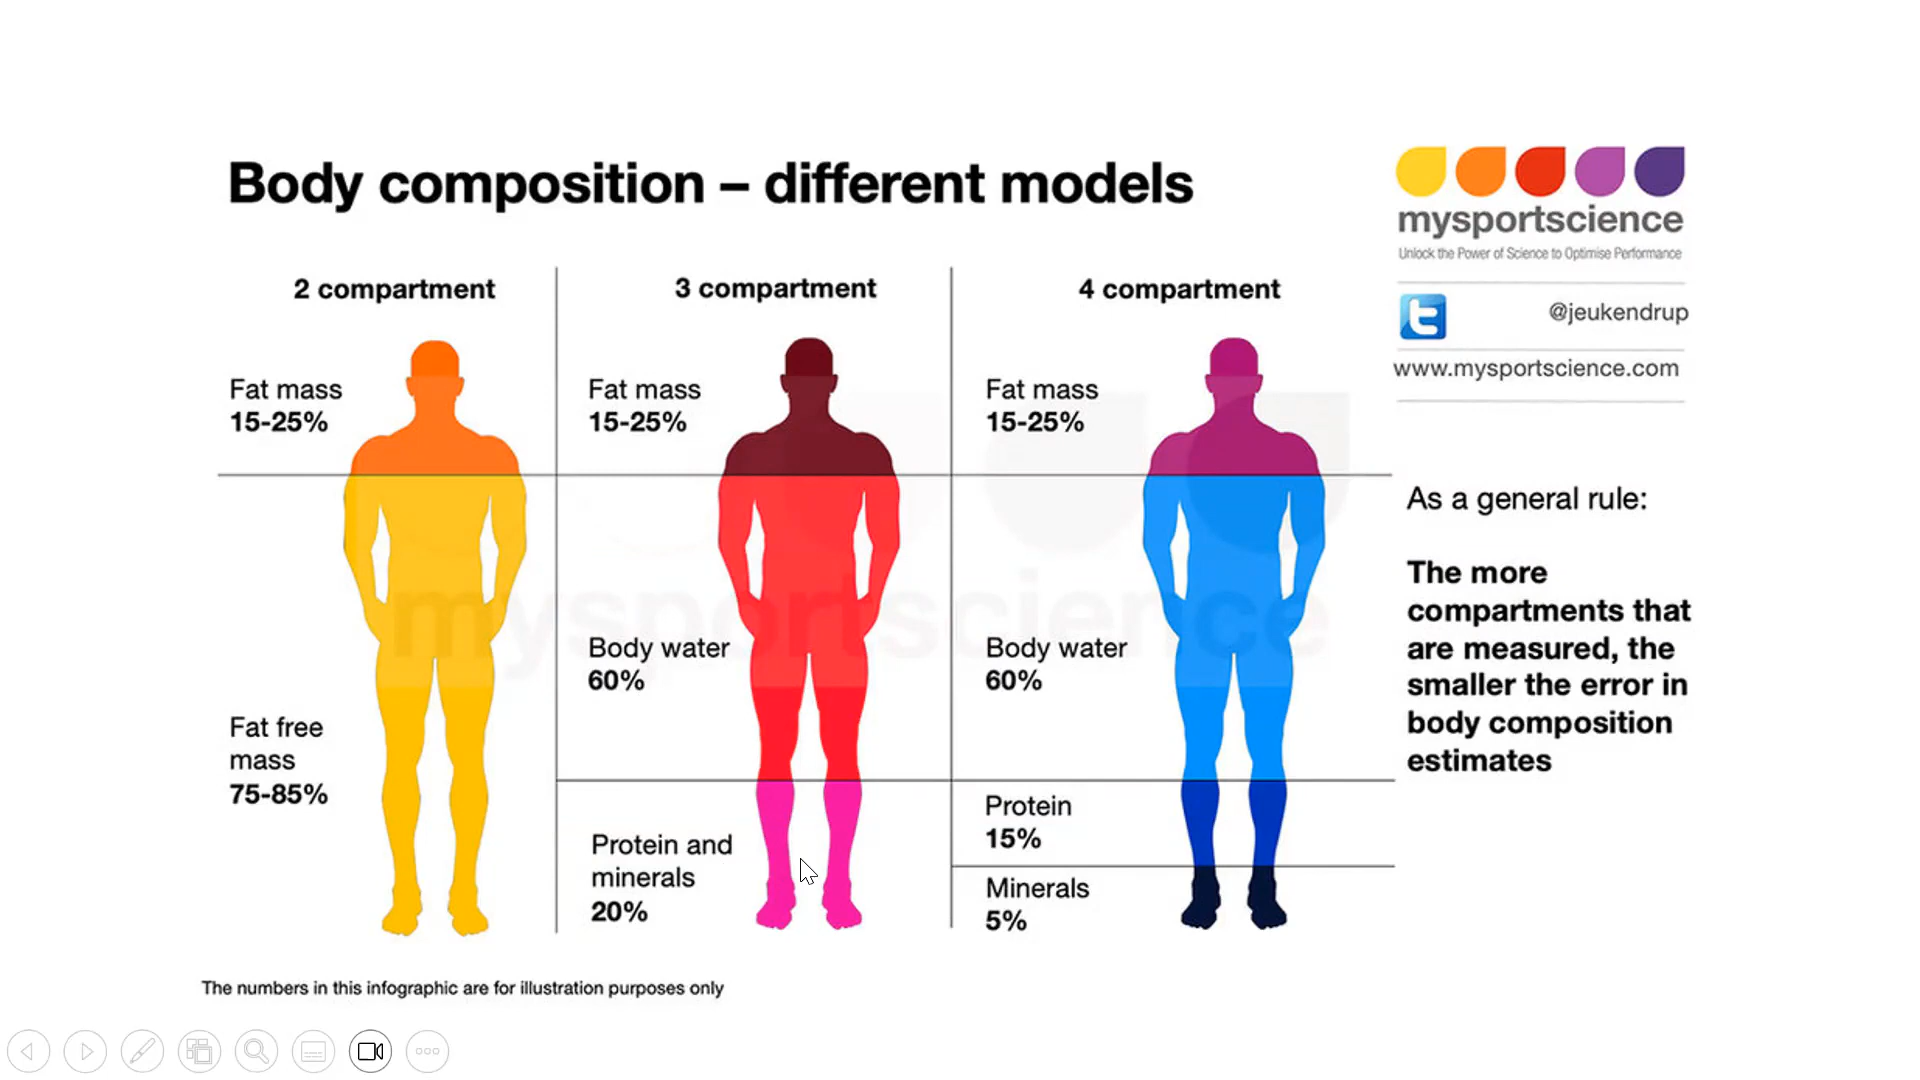 Body composition – different models
mysportscience
Unlock the Power of Science to Optimise Performance
@jeukendrup
www.mysportscience.com
2 compartment
Fat mass
15-25%
Fat free
mass
75-85%
3 compartment
Fat mass
15-25%
Body water
60%
Protein and
minerals
20%
4 compartment
Fat mass
15-25%
Body water
60%
Protein
15%
Minerals
5%
As a general rule:
The more
compartments that
are measured, the
smaller the error in
body composition
estimates
mysportscience
The numbers in this infographic are for illustration purposes only